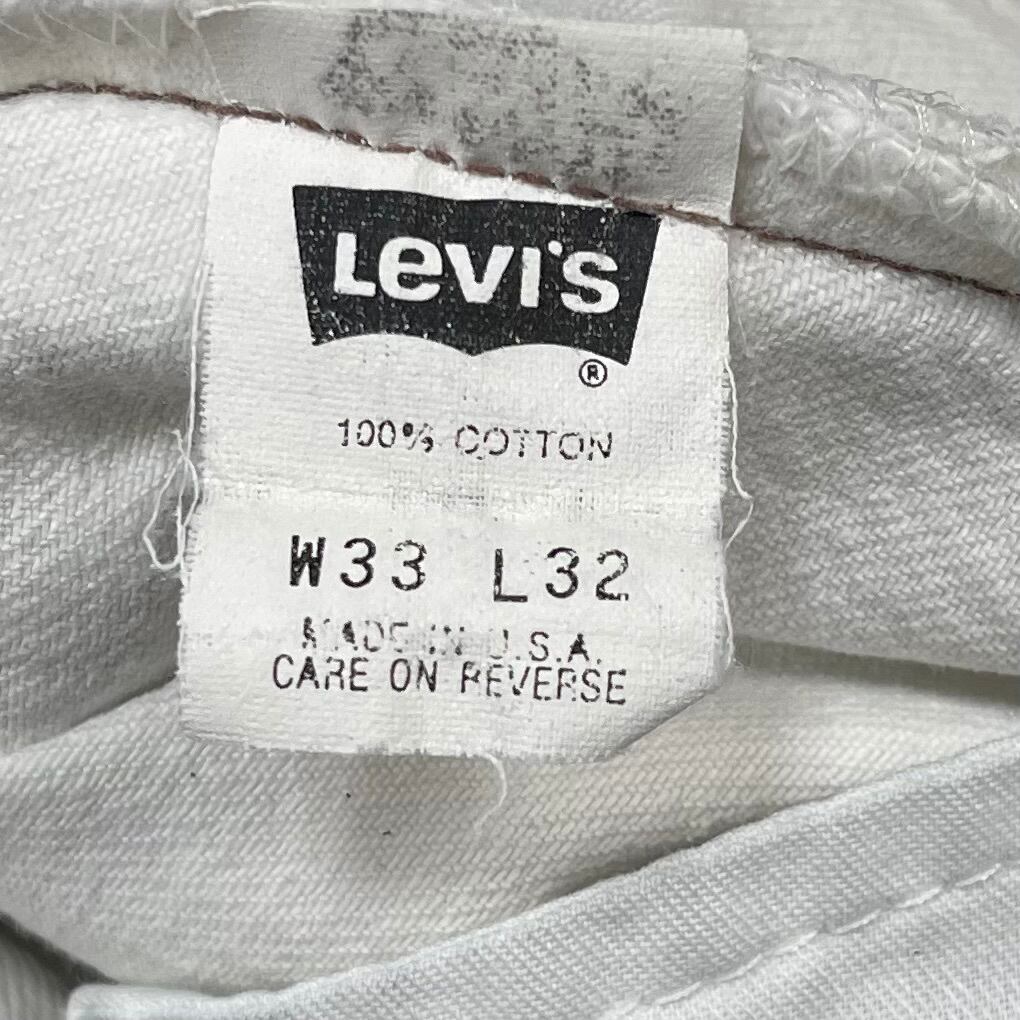 Levi's
®
100% COTTON
W33 L32
MADE IN U.S.A.
CARE ON REVERSE